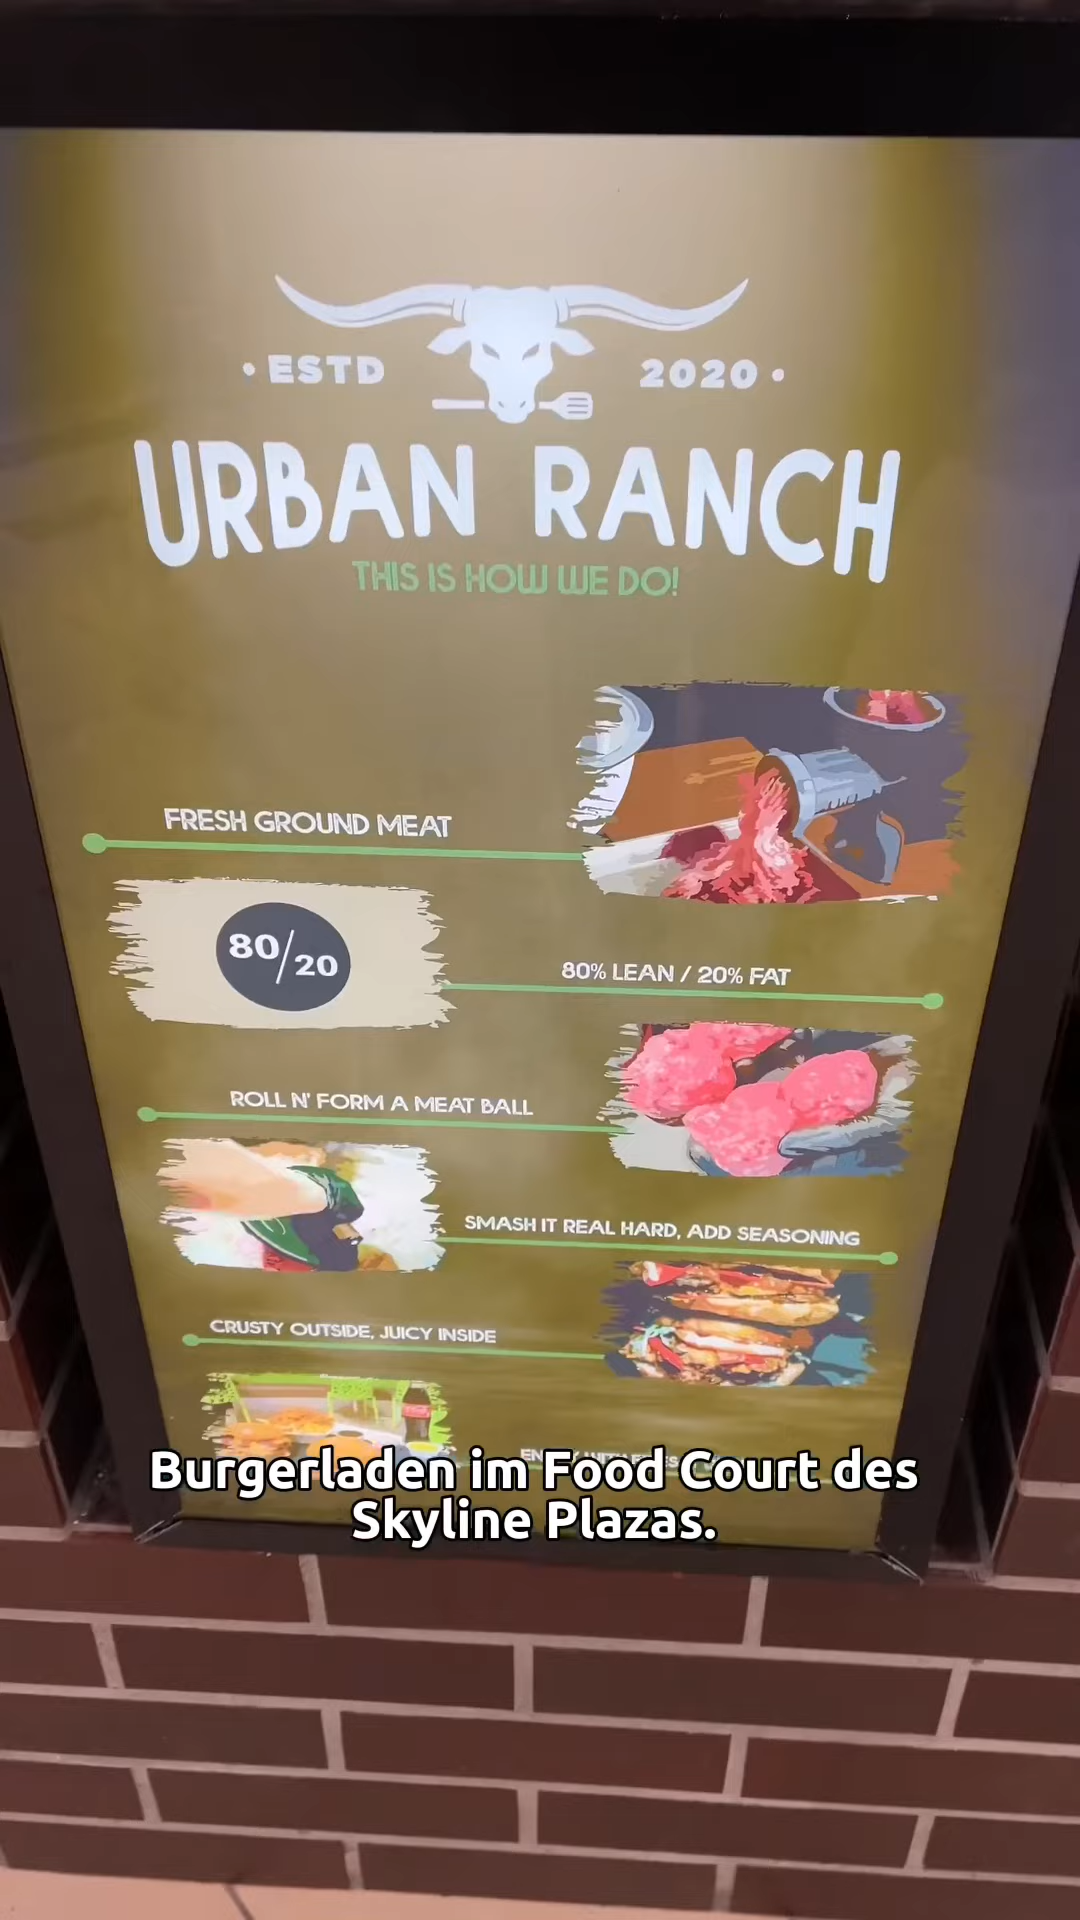 • ESTD 2020 •
URBAN RANCH
THIS IS HOW WE DO!
FRESH GROUND MEAT
80/20
80% LEAN / 20% FAT
ROLL N' FORM A MEAT BALL
SMASH IT REAL HARD, ADD SEASONING
CRUSTY OUTSIDE, JUICY INSIDE
Burgerladen im Food Court des
Skyline Plazas.